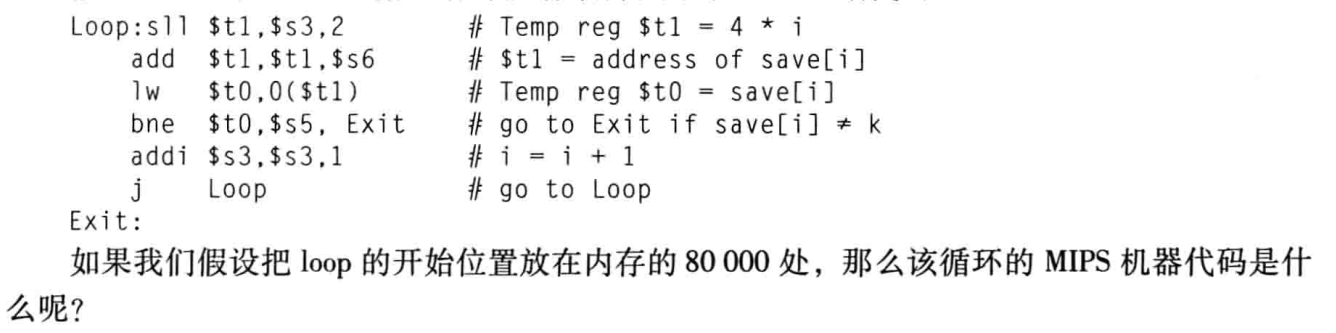 Loop:sll $t1,$s3,2 # Temp reg $t1 = 4 * i
add $t1,$t1,$s6 # $t1 = address of save[i]
lw $t0,0($t1) # Temp reg $t0 = save[i]
bne $t0,$s5, Exit # go to Exit if save[i] ≠ k
addi $s3,$s3,1 # i = i + 1
j Loop # go to Loop
Exit:
如果我们假设把 loop 的开始位置放在内存的 80 000 处，那么该循环的 MIPS 机器代码是什
么呢?